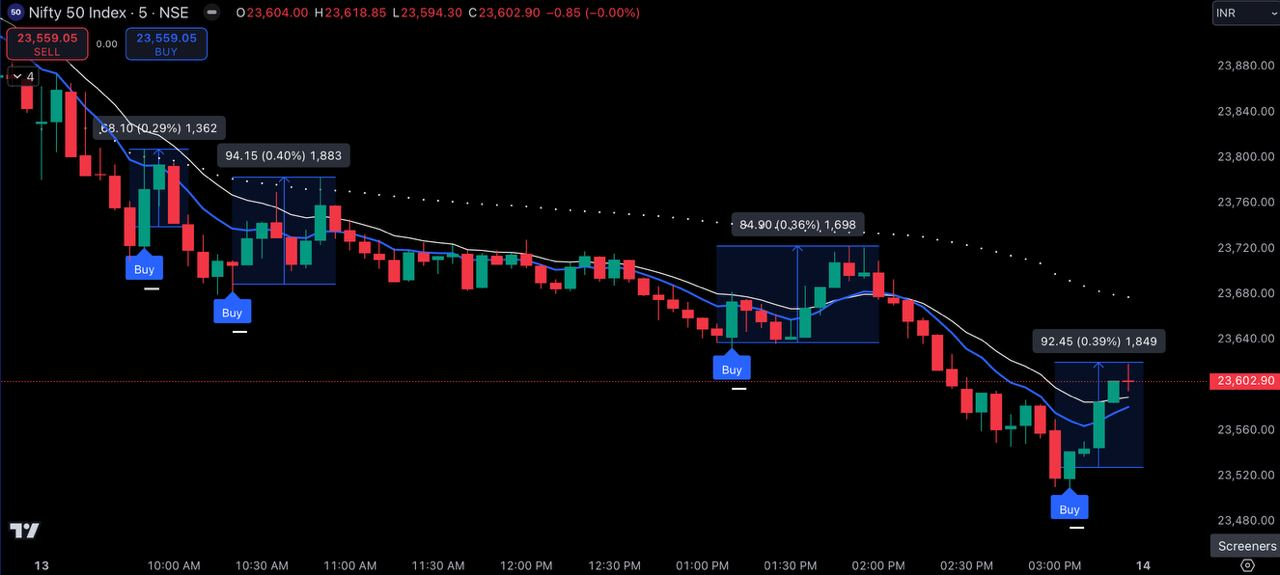 50 Nifty 50 Index · 5 · NSE O23,604.00 H23,618.85 L23,594.30 C23,602.90 −0.85 (−0.00%) INR
23,559.05 0.00 23,559.05
SELL BUY
4
23,880.00
23,840.00
68.10 (0.29%) 1,362
94.15 (0.40%) 1,883
23,800.00
23,760.00
84.90 (0.36%) 1,698
23,720.00
Buy
23,680.00
Buy
23,640.00
92.45 (0.39%) 1,849
Buy
23,602.90
23,560.00
23,520.00
Buy
23,480.00
Screeners
13 10:00 AM 10:30 AM 11:00 AM 11:30 AM 12:00 PM 12:30 PM 01:00 PM 01:30 PM 02:00 PM 02:30 PM 03:00 PM 14